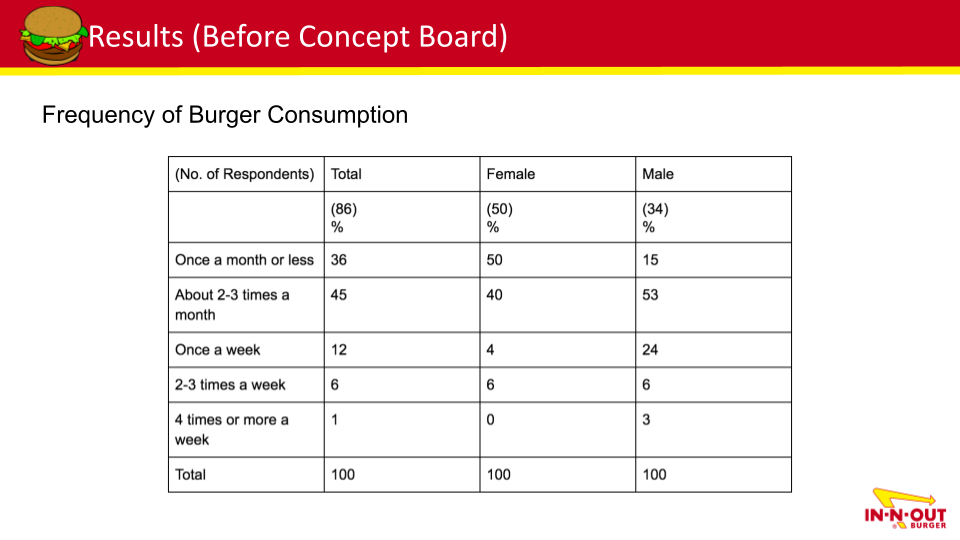 Results (Before Concept Board)
Frequency of Burger Consumption
(No. of Respondents) Total Female Male
(86) (50) (34)
% % %
Once a month or less 36 50 15
About 2-3 times a 45 40 53
month
Once a week 12 4 24
2-3 times a week 6 6 6
4 times or more a 1 0 3
week
Total 100 100 100
IN-N-OUT
® BURGER